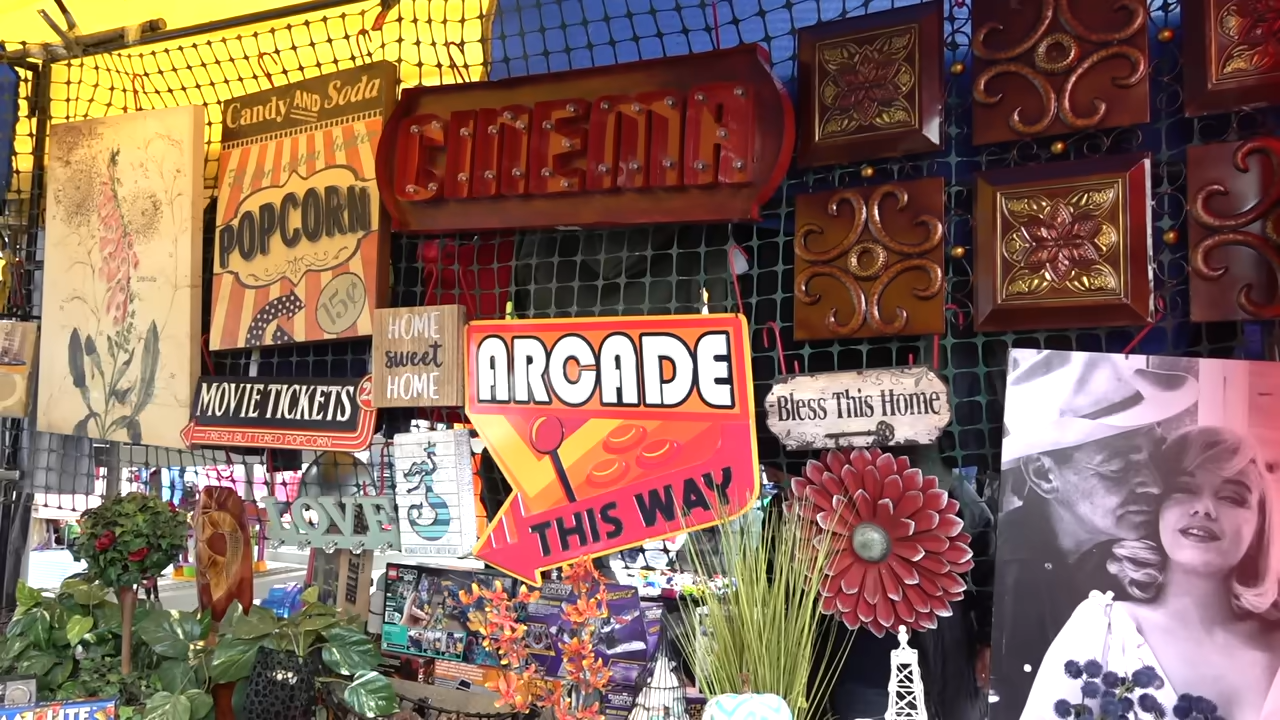 Candy AND Soda
POPCORN
15¢
CINEMA
HOME
sweet
HOME
MOVIE TICKETS 2
FRESH BUTTERED POPCORN
ARCADE
THIS WAY
Bless This Home
LOVE